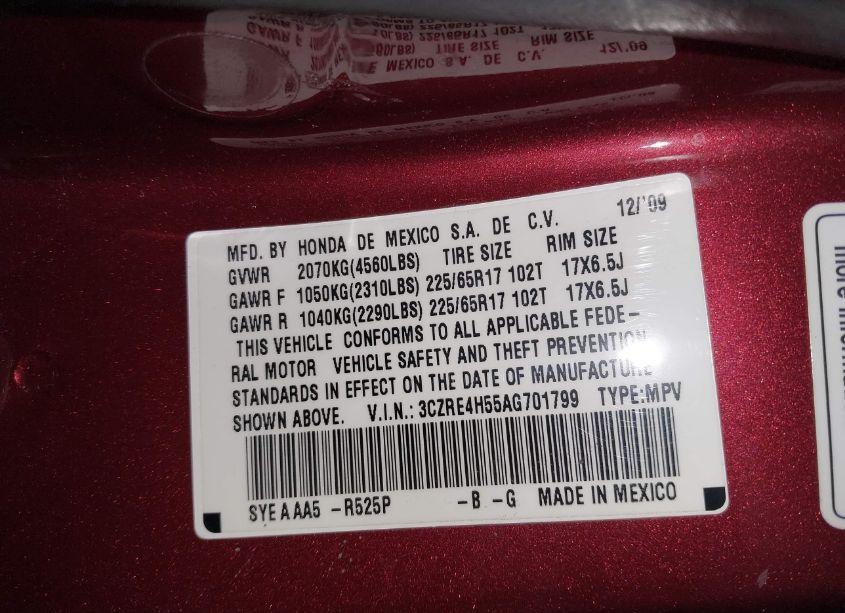 MFD. BY HONDA DE MEXICO S.A. DE C.V. 12/'09
GVWR 2070KG(4560LBS) TIRE SIZE RIM SIZE
GAWR F 1050KG(2310LBS) 225/65R17 102T 17X6.5J
GAWR R 1040KG(2290LBS) 225/65R17 102T 17X6.5J
THIS VEHICLE CONFORMS TO ALL APPLICABLE FEDE-
RAL MOTOR VEHICLE SAFETY AND THEFT PREVENTION
STANDARDS IN EFFECT ON THE DATE OF MANUFACTURE
SHOWN ABOVE. V.I.N.: 3CZRE4H55AG701799 TYPE:MPV
SYE A AA5 -R525P -B -G MADE IN MEXICO
more